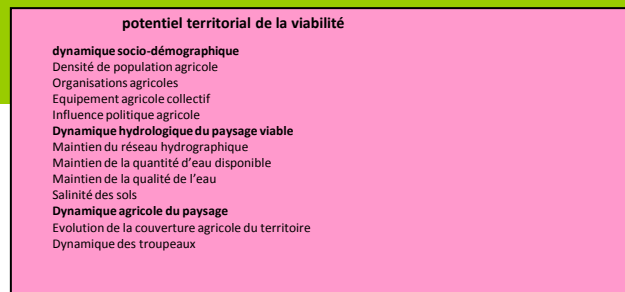 potentiel territorial de la viabilité
dynamique socio-démographique
Densité de population agricole
Organisations agricoles
Equipement agricole collectif
Influence politique agricole
Dynamique hydrologique du paysage viable
Maintien du réseau hydrographique
Maintien de la quantité d'eau disponible
Maintien de la qualité de l'eau
Salinité des sols
Dynamique agricole du paysage
Evolution de la couverture agricole du territoire
Dynamique des troupeaux